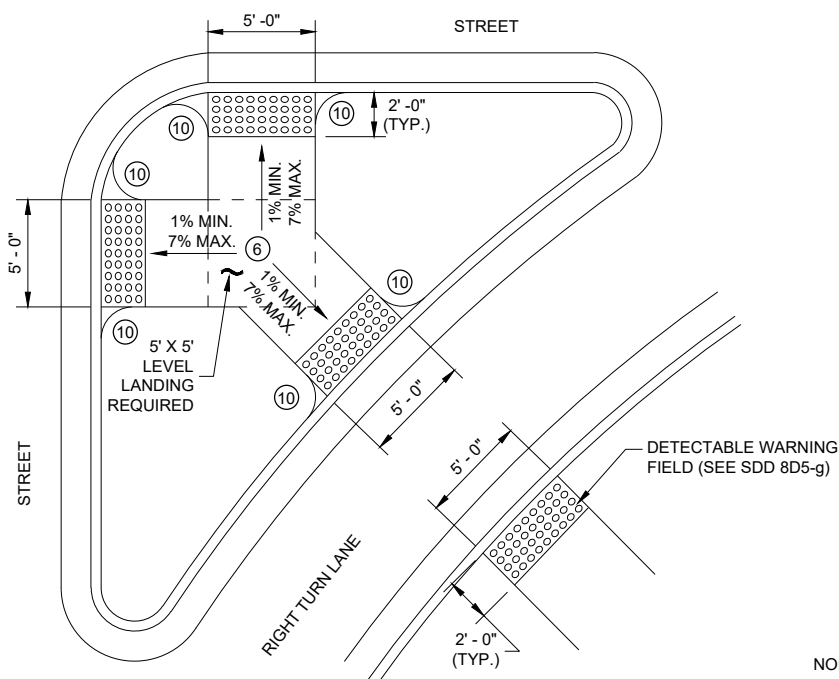 5' -0"
STREET
10
10
2' -0"
(TYP.)
10
1% MIN.
7% MAX.
1% MIN.
7% MAX.
6
5' - 0"
1% MIN.
7% MAX.
10
10
5' X 5'
LEVEL
LANDING
REQUIRED
10
5' - 0"
5' - 0"
DETECTABLE WARNING
FIELD (SEE SDD 8D5-g)
STREET
RIGHT TURN LANE
2' - 0"
(TYP.)
NO